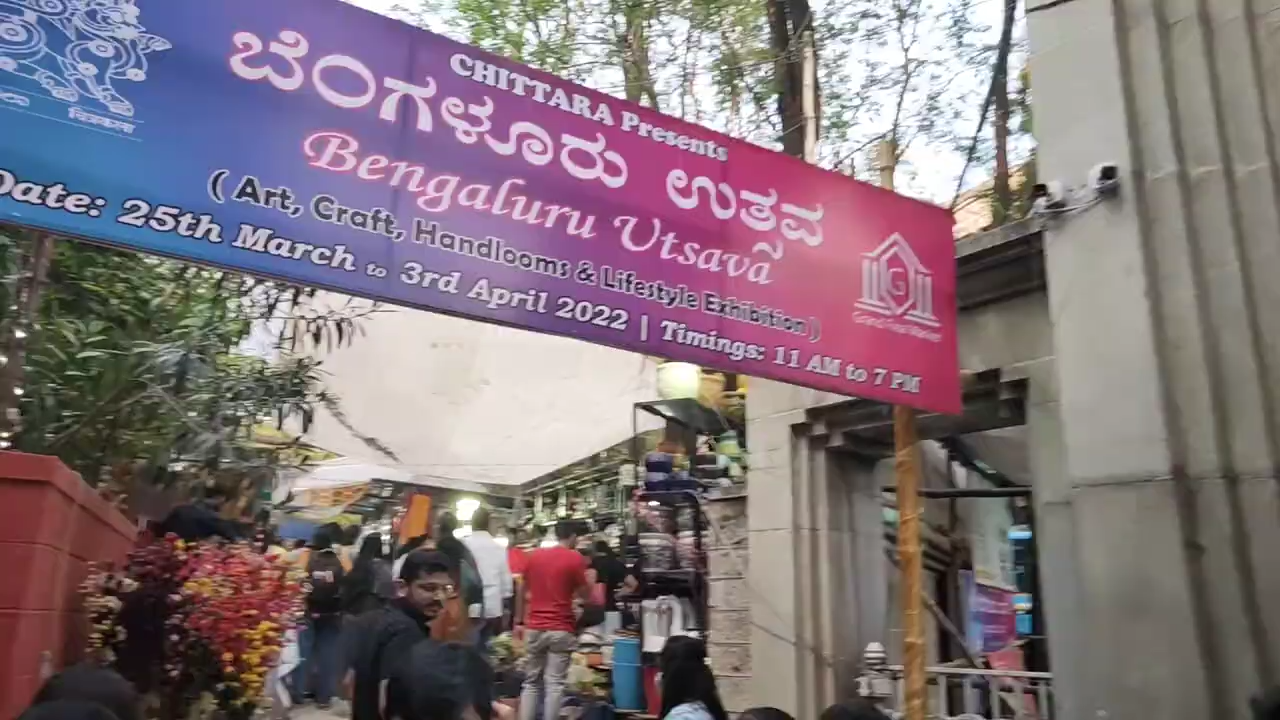 CHITTARA Presents
ಬೆಂಗಳೂರು ಉತ್ಸವ
Bengaluru Utsava
( Art, Craft, Handlooms & Lifestyle Exhibition )
Date: 25th March to 3rd April 2022 | Timings: 11 AM to 7 PM
चित्रकला
G